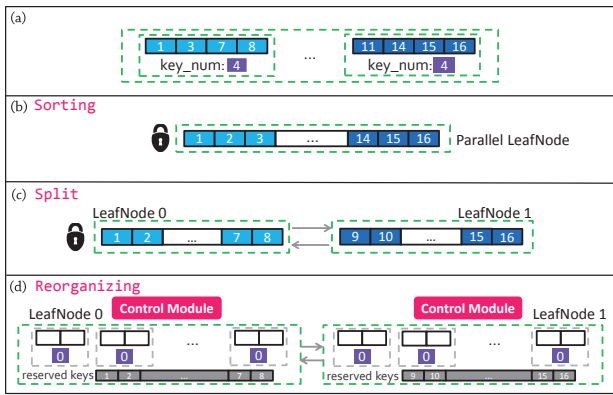 (a)
1 3 7 8 ... 11 14 15 16
key_num: 4 key_num: 4
(b) Sorting
1 2 3 ... 14 15 16 Parallel LeafNode
(c) Split
LeafNode 0 LeafNode 1
1 2 ... 7 8 9 10 ... 15 16
(d) Reorganizing
LeafNode 0 Control Module Control Module LeafNode 1
... ...
0 0 0 0 0 0
reserved keys 1 2 ... 7 8 reserved keys 9 10 ... 15 16